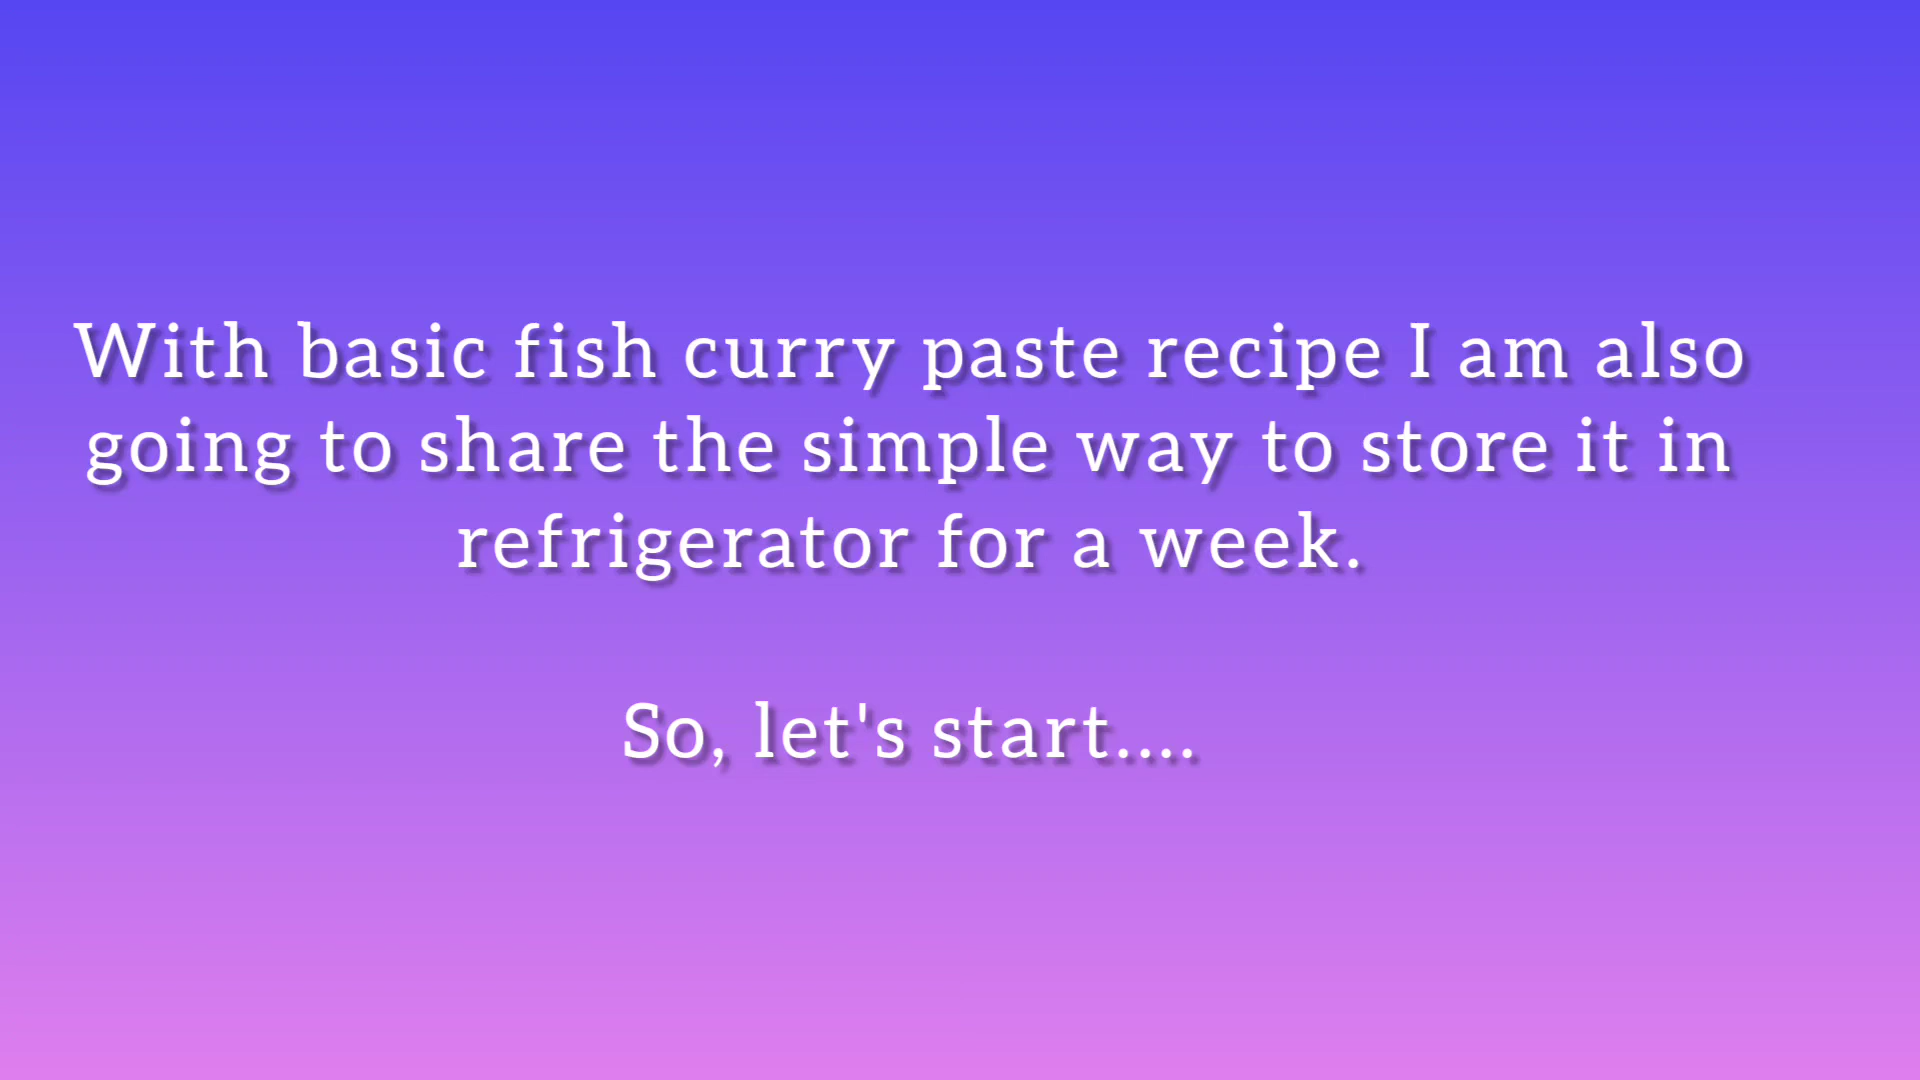 With basic fish curry paste recipe I am also
going to share the simple way to store it in
refrigerator for a week.
So, let's start....